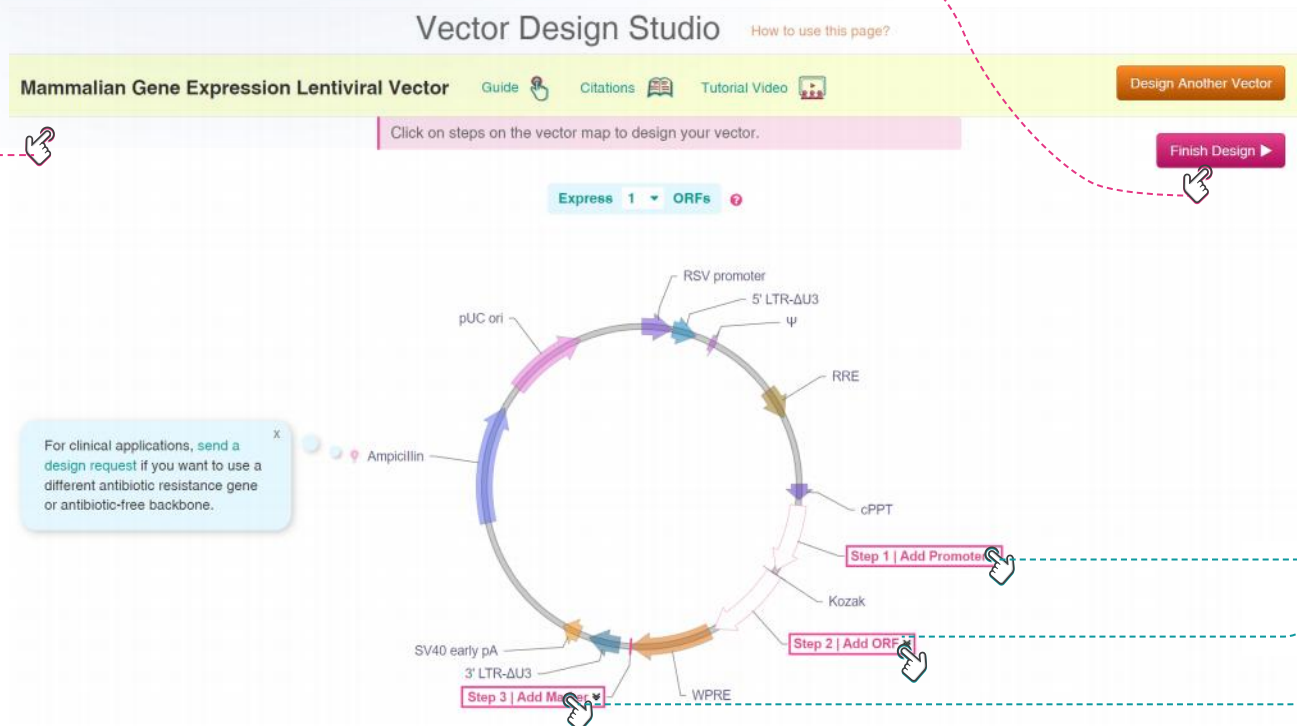 Vector Design Studio How to use this page?
Mammalian Gene Expression Lentiviral Vector Guide Citations Tutorial Video Design Another Vector
Click on steps on the vector map to design your vector.
Finish Design ▶
Express 1 ORFs ?
RSV promoter
5' LTR-ΔU3
pUC ori
Ψ
RRE
For clinical applications, send a
design request if you want to use a
different antibiotic resistance gene
or antibiotic-free backbone.
X
Ampicillin
cPPT
Step 1 | Add Promoter
Kozak
Step 2 | Add ORF
SV40 early pA
3' LTR-ΔU3
Step 3 | Add Marker
WPRE